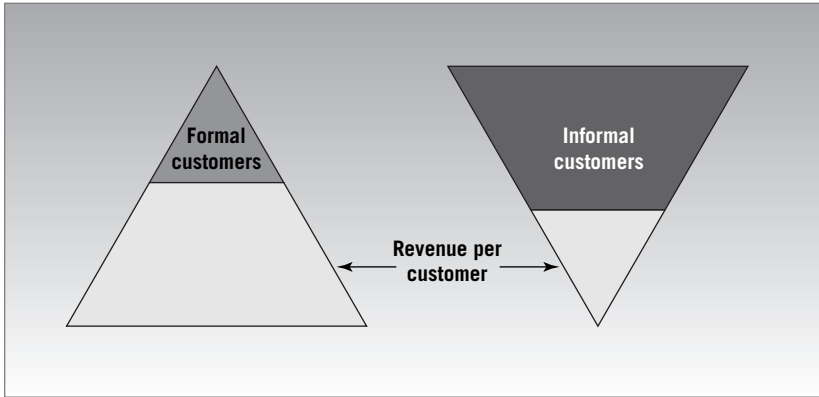 Formal
customers
Informal
customers
Revenue per
customer